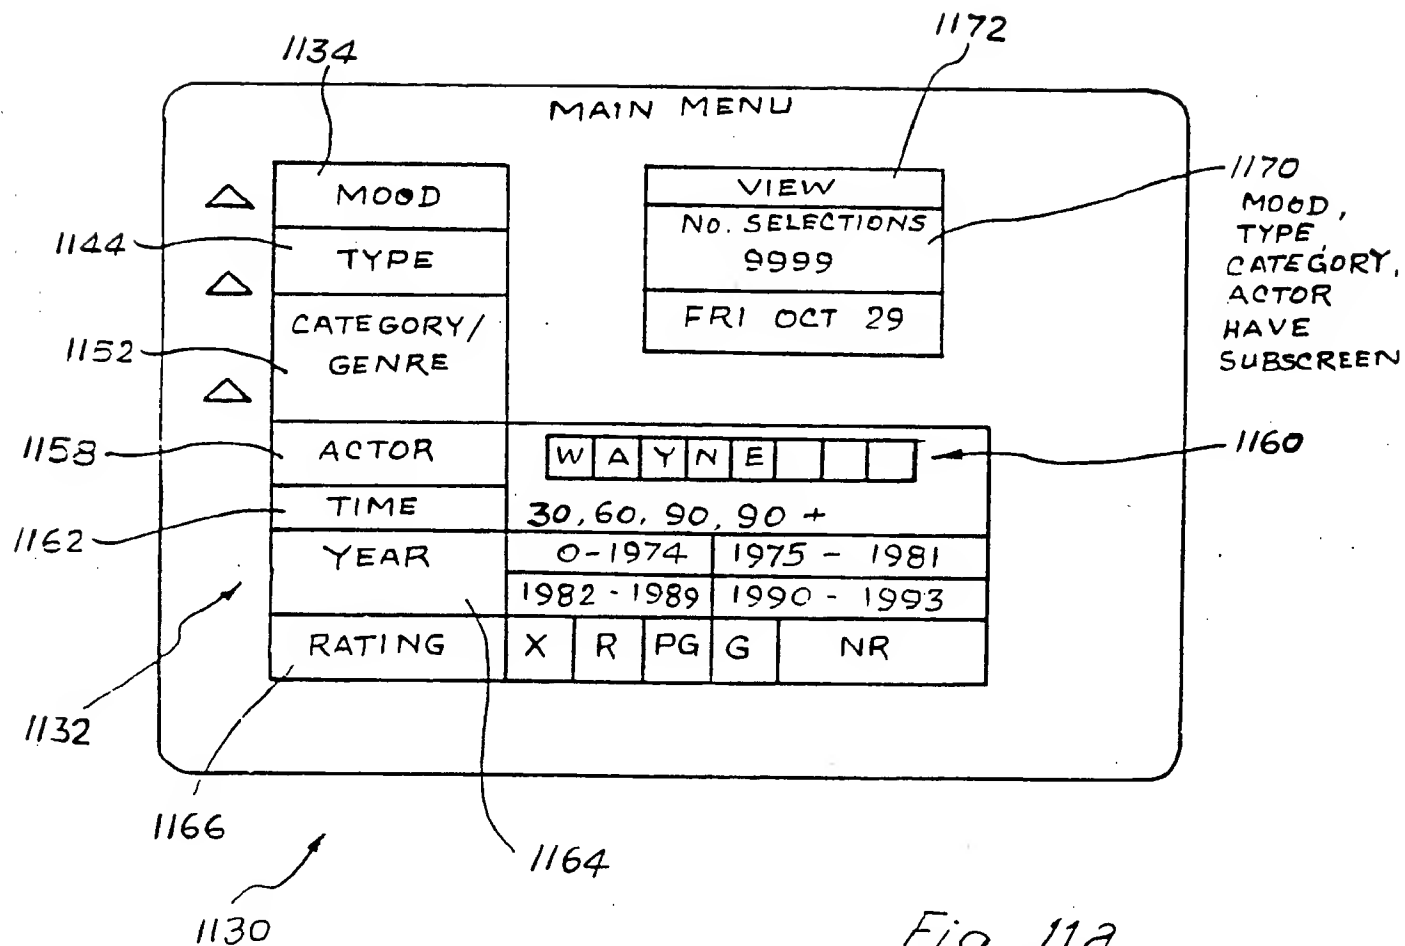 1134
1172
MAIN MENU
MOOD
VIEW
1170
MOOD,
TYPE
CATEGORY,
ACTOR
HAVE
SUBSCREEN
1144
TYPE
No. SELECTIONS
9999
CATEGORY/
GENRE
FRI OCT 29
1152
1158
ACTOR
W A Y N E
1160
TIME
30, 60, 90, 90 +
1162
YEAR
0-1974 1975 - 1981
1982 - 1989 1990 - 1993
RATING X R PG G NR
1132
1166
1164
1130
Fig. 11a